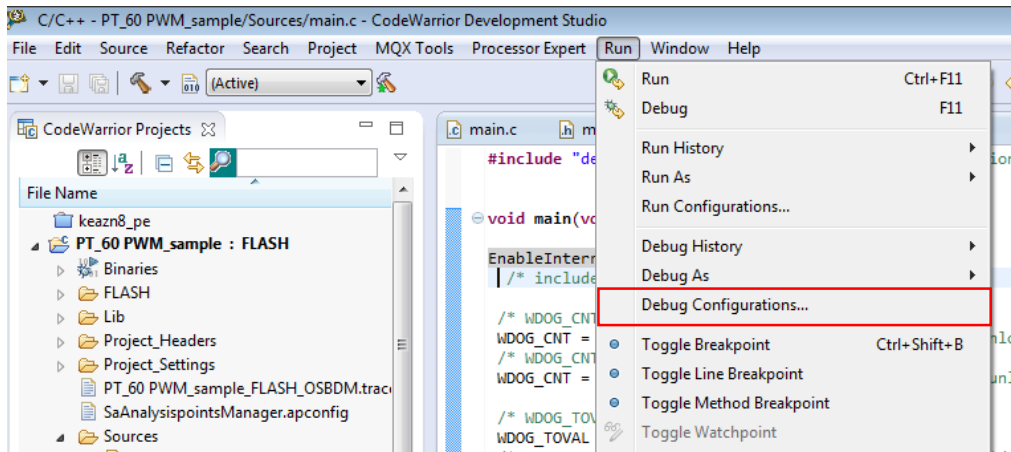 C/C++ - PT_60 PWM_sample/Sources/main.c - CodeWarrior Development Studio
File Edit Source Refactor Search Project MQX Tools Processor Expert Run Window Help
(Active)
Run Ctrl+F11
Debug F11
Run History
Run As
Run Configurations...
Debug History
Debug As
Debug Configurations...
Toggle Breakpoint Ctrl+Shift+B
Toggle Line Breakpoint
Toggle Method Breakpoint
Toggle Watchpoint
CodeWarrior Projects
File Name
keazn8_pe
PT_60 PWM_sample : FLASH
Binaries
FLASH
Lib
Project_Headers
Project_Settings
PT_60 PWM_sample_FLASH_OSBDM.trac
SaAnalysispointsManager.apconfig
Sources
main.c
#include "de
void main(vo
EnableInterr
/* include
/* WDOG_CNT
WDOG_CNT =
/* WDOG_CNT
WDOG_CNT =
/* WDOG_TOV
WDOG_TOVAL